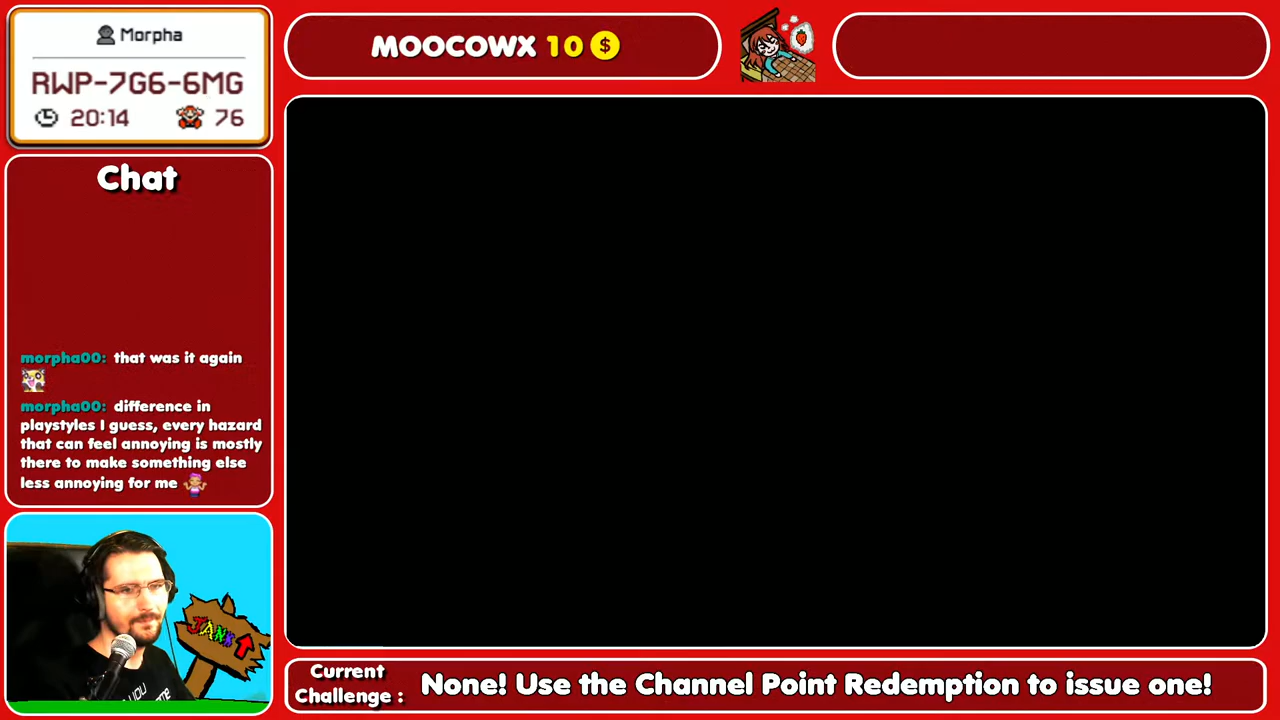 Morpha
RWP-7G6-6MG
20:14 76
MOOCOWX 10 $
Chat
morpha00: that was it again
morpha00: difference in
playstyles I guess, every hazard
that can feel annoying is mostly
there to make something else
less annoying for me
JANK
Current
Challenge :
None! Use the Channel Point Redemption to issue one!